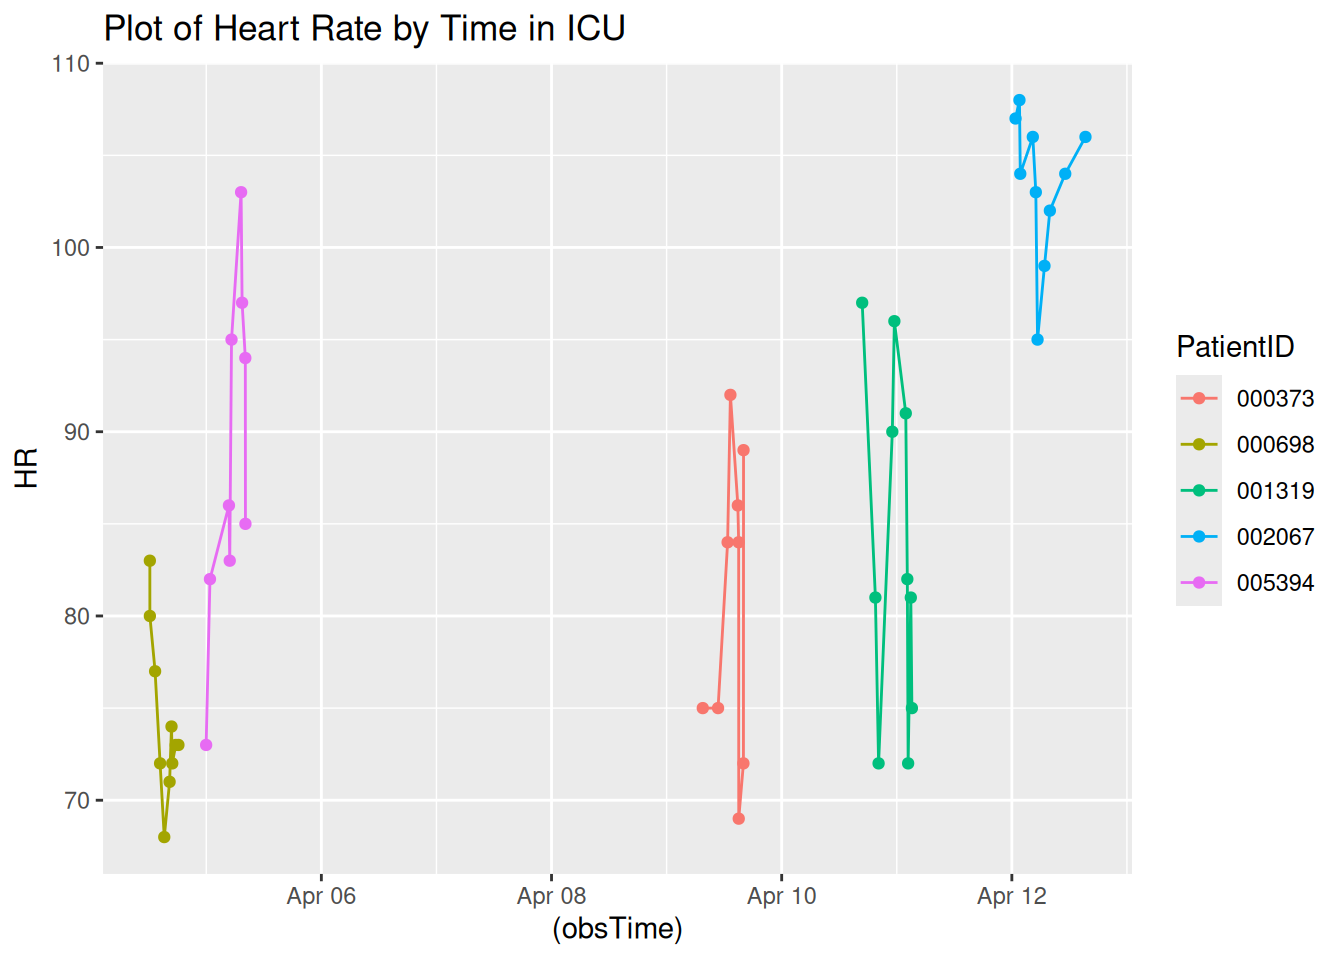 Plot of Heart Rate by Time in ICU
110
100
90
80
70
HR
Apr 06
Apr 08
Apr 10
Apr 12
(obsTime)
PatientID
000373
000698
001319
002067
005394